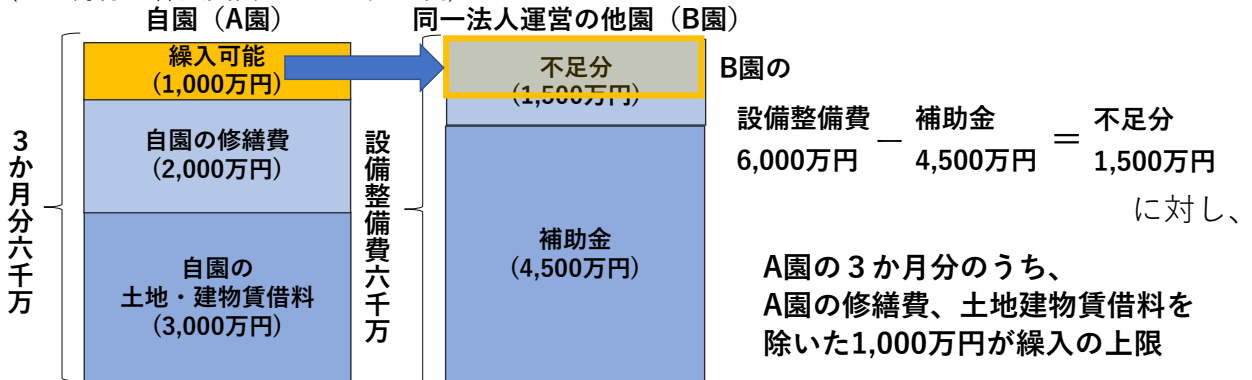 自園（A園）
同一法人運営の他園（B園）
3か月分六千万
繰入可能
（1,000万円）
自園の修繕費
（2,000万円）
自園の
土地・建物賃借料
（3,000万円）
設備整備費六千万
不足分
（1,500万円）
補助金
（4,500万円）
B園の
設備整備費 － 補助金 ＝ 不足分
6,000万円 4,500万円 1,500万円
に対し、
A園の３か月分のうち、
A園の修繕費、土地建物賃借料を
除いた1,000万円が繰入の上限